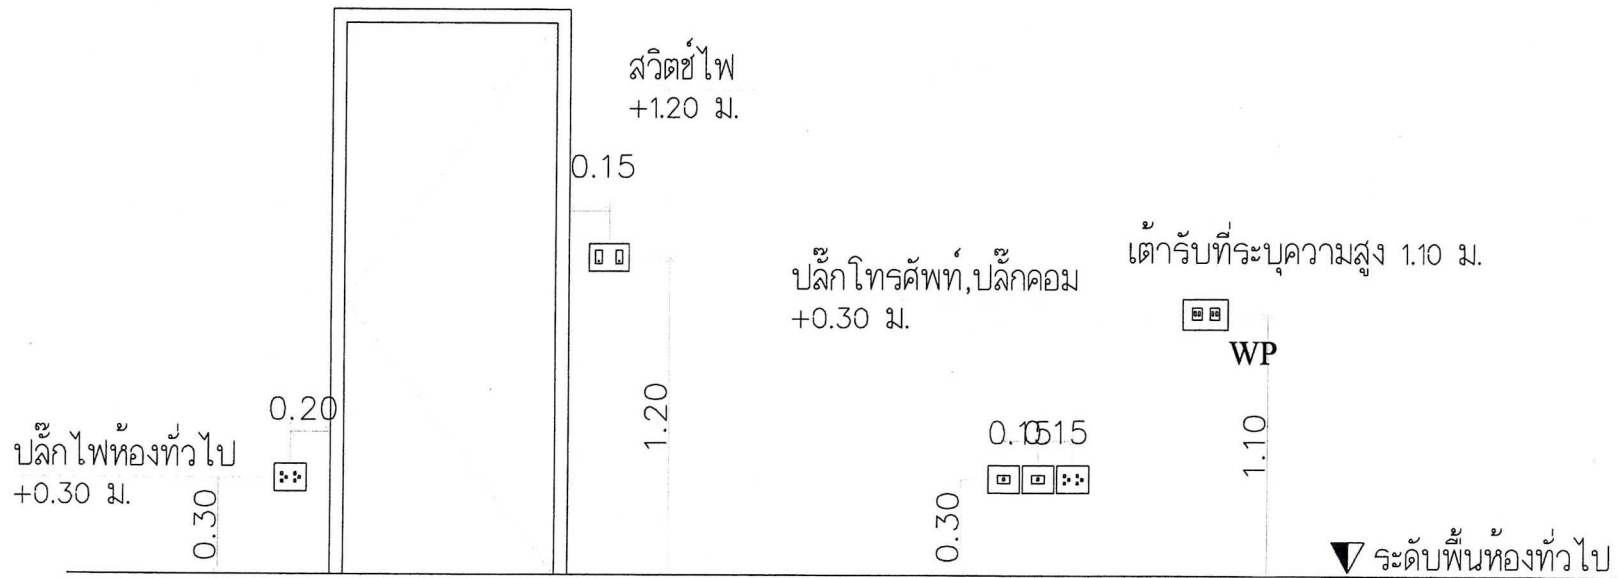 สวิตช์ไฟ
+1.20 ม.
0.15
เต้ารับที่ระบุความสูง 1.10 ม.
ปลั๊กโทรศัพท์,ปลั๊กคอม
+0.30 ม.
WP
0.20
1.20
1.10
0.15
0.15
ปลั๊กไฟห้องทั่วไป
+0.30 ม.
0.30
0.30
ระดับพื้นห้องทั่วไป